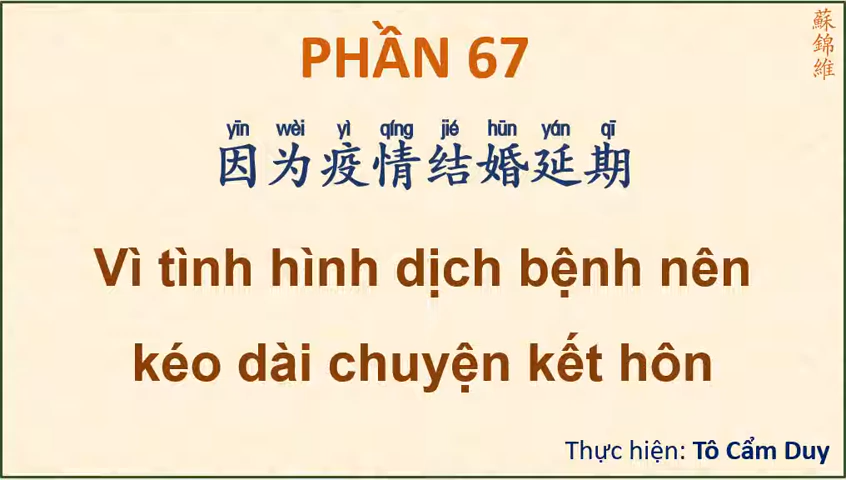 蘇錦維
PHẦN 67
yīn wèi yì qíng jié hūn yán qī
因为疫情结婚延期
Vì tình hình dịch bệnh nên
kéo dài chuyện kết hôn
Thực hiện: Tô Cẩm Duy